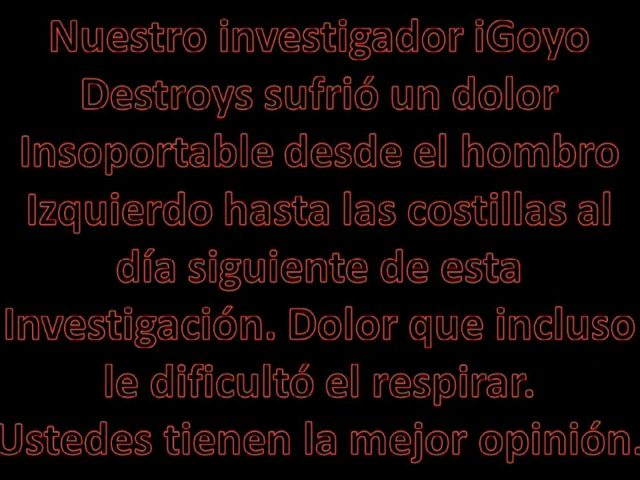 Nuestro investigador iGoyo
Destroys sufrió un dolor
Insoportable desde el hombro
Izquierdo hasta las costillas al
día siguiente de esta
Investigación. Dolor que incluso
le dificultó el respirar.
Ustedes tienen la mejor opinión.